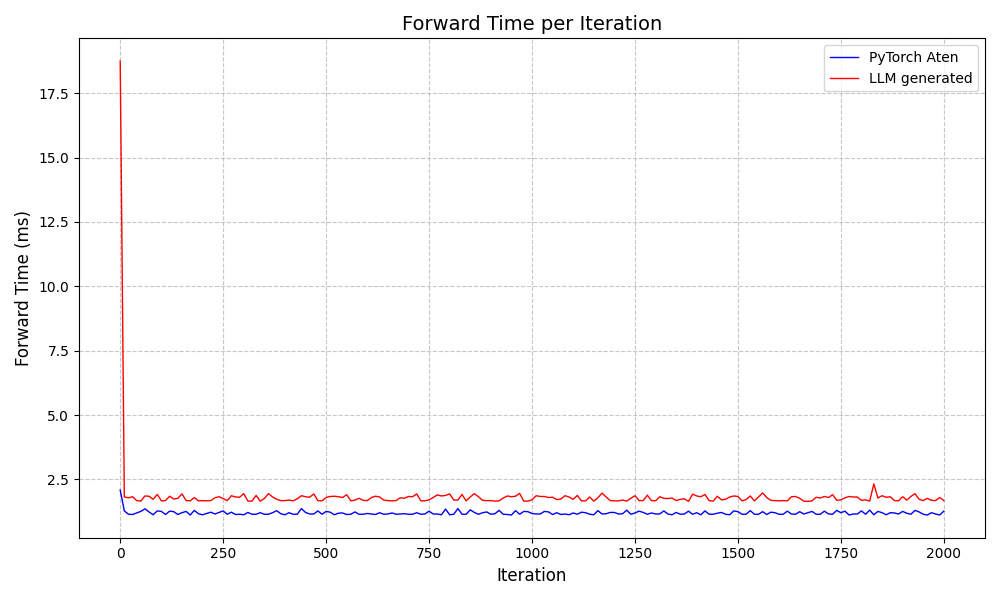 Forward Time per Iteration
PyTorch Aten
LLM generated
Forward Time (ms)
17.5
15.0
12.5
10.0
7.5
5.0
2.5
0 250 500 750 1000 1250 1500 1750 2000
Iteration